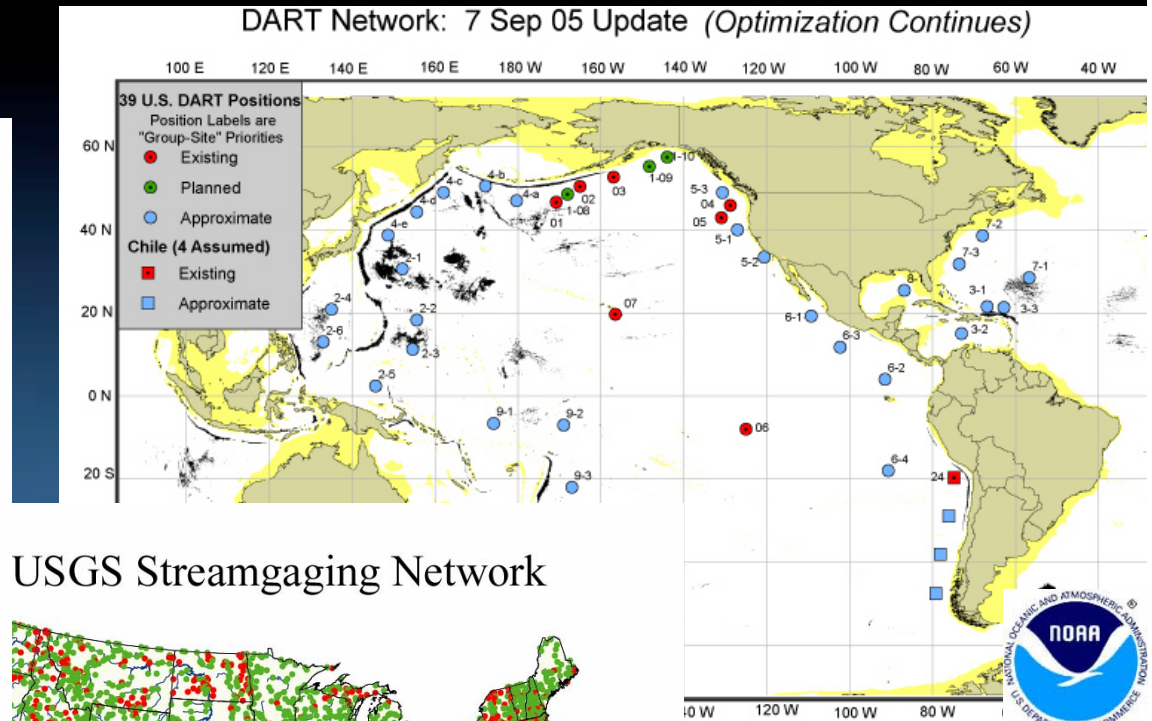 DART Network: 7 Sep 05 Update (Optimization Continues)
100 E 120 E 140 E 160 E 180 W 160 W 140 W 120 W 100 W 80 W 60 W 40 W
39 U.S. DART Positions
Position Labels are
"Group-Site" Priorities
Existing
Planned
Approximate
Chile (4 Assumed)
Existing
Approximate
60 N
40 N
20 N
0 N
20 S
1-10
1-09
03
02
1-08
01
4-a
4-b
4-c
4-d
4-e
5-3
04
05
5-1
5-2
7-2
7-3
7-1
8-1
3-1
3-3
3-2
2-1
2-4
2-2
2-6
2-3
2-5
07
6-1
6-3
6-2
9-1
9-2
06
6-4
9-3
24
USGS Streamgaging Network
40 W 120 W 100 W 80 W
NATIONAL OCEANIC AND ATMOSPHERIC ADMINISTRATION
NOAA
®